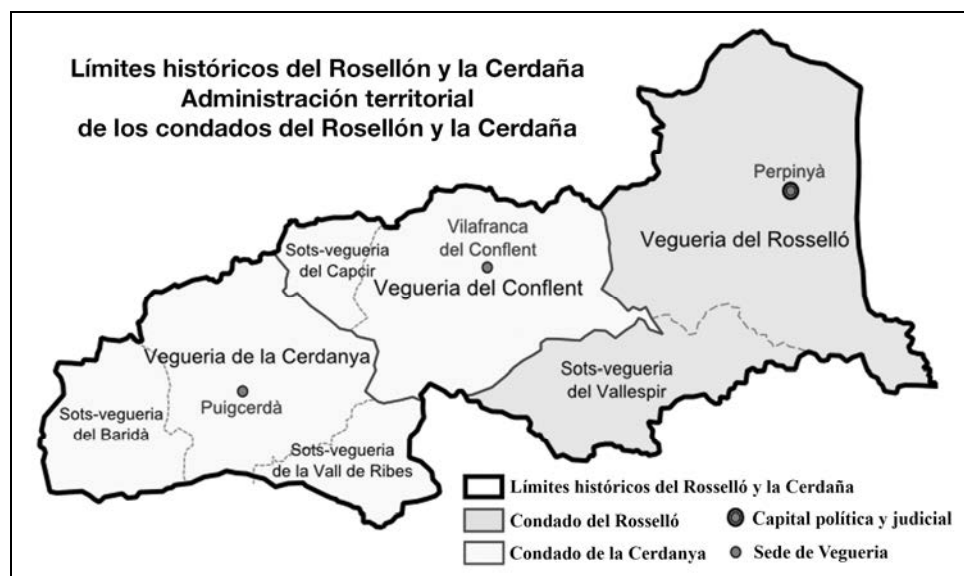 Límites históricos del Rosellón y la Cerdaña
Administración territorial
de los condados del Rosellón y la Cerdaña
Perpinyà
Vegueria del Rosselló
Vilafranca
del Conflent
Vegueria del Conflent
Sots-vegueria
del Capcir
Vegueria de la Cerdanya
Puigcerdà
Sots-vegueria
del Vallespir
Sots-vegueria
del Baridà
Sots-vegueria
de la Vall de Ribes
Límites históricos del Rosselló y la Cerdaña
Condado del Rosselló
Capital política y judicial
Condado de la Cerdanya
Sede de Vegueria